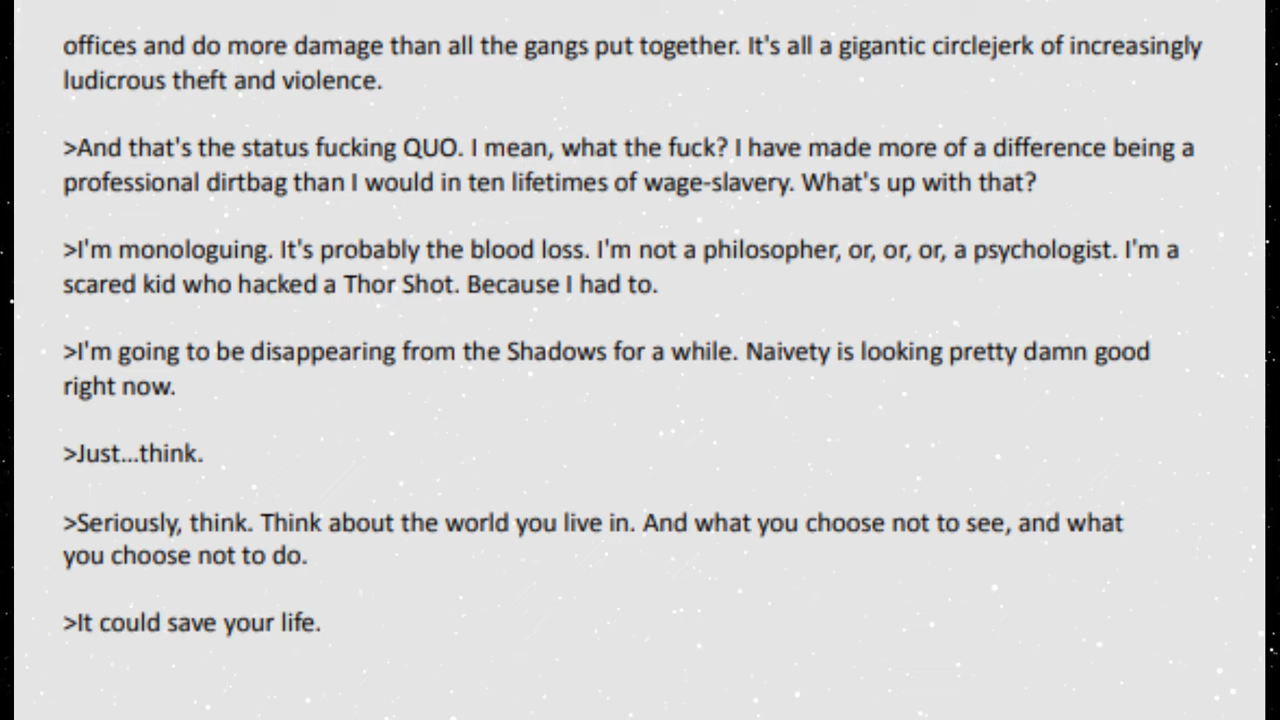 offices and do more damage than all the gangs put together. It's all a gigantic circlejerk of increasingly
ludicrous theft and violence.
>And that's the status fucking QUO. I mean, what the fuck? I have made more of a difference being a
professional dirtbag than I would in ten lifetimes of wage-slavery. What's up with that?
>I'm monologuing. It's probably the blood loss. I'm not a philosopher, or, or, or, a psychologist. I'm a
scared kid who hacked a Thor Shot. Because I had to.
>I'm going to be disappearing from the Shadows for a while. Naivety is looking pretty damn good
right now.
>Just...think.
>Seriously, think. Think about the world you live in. And what you choose not to see, and what
you choose not to do.
>It could save your life.